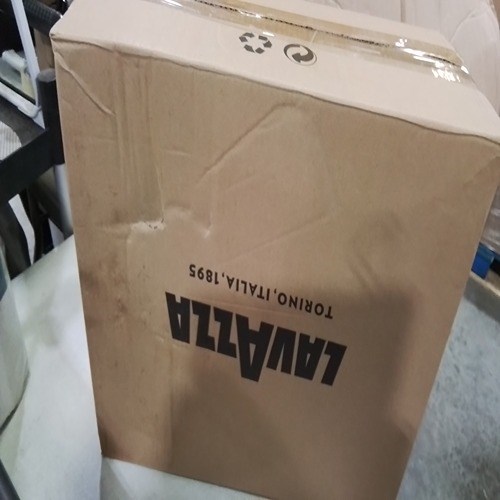 LAVAZZA
TORINO, ITALIA, 1895